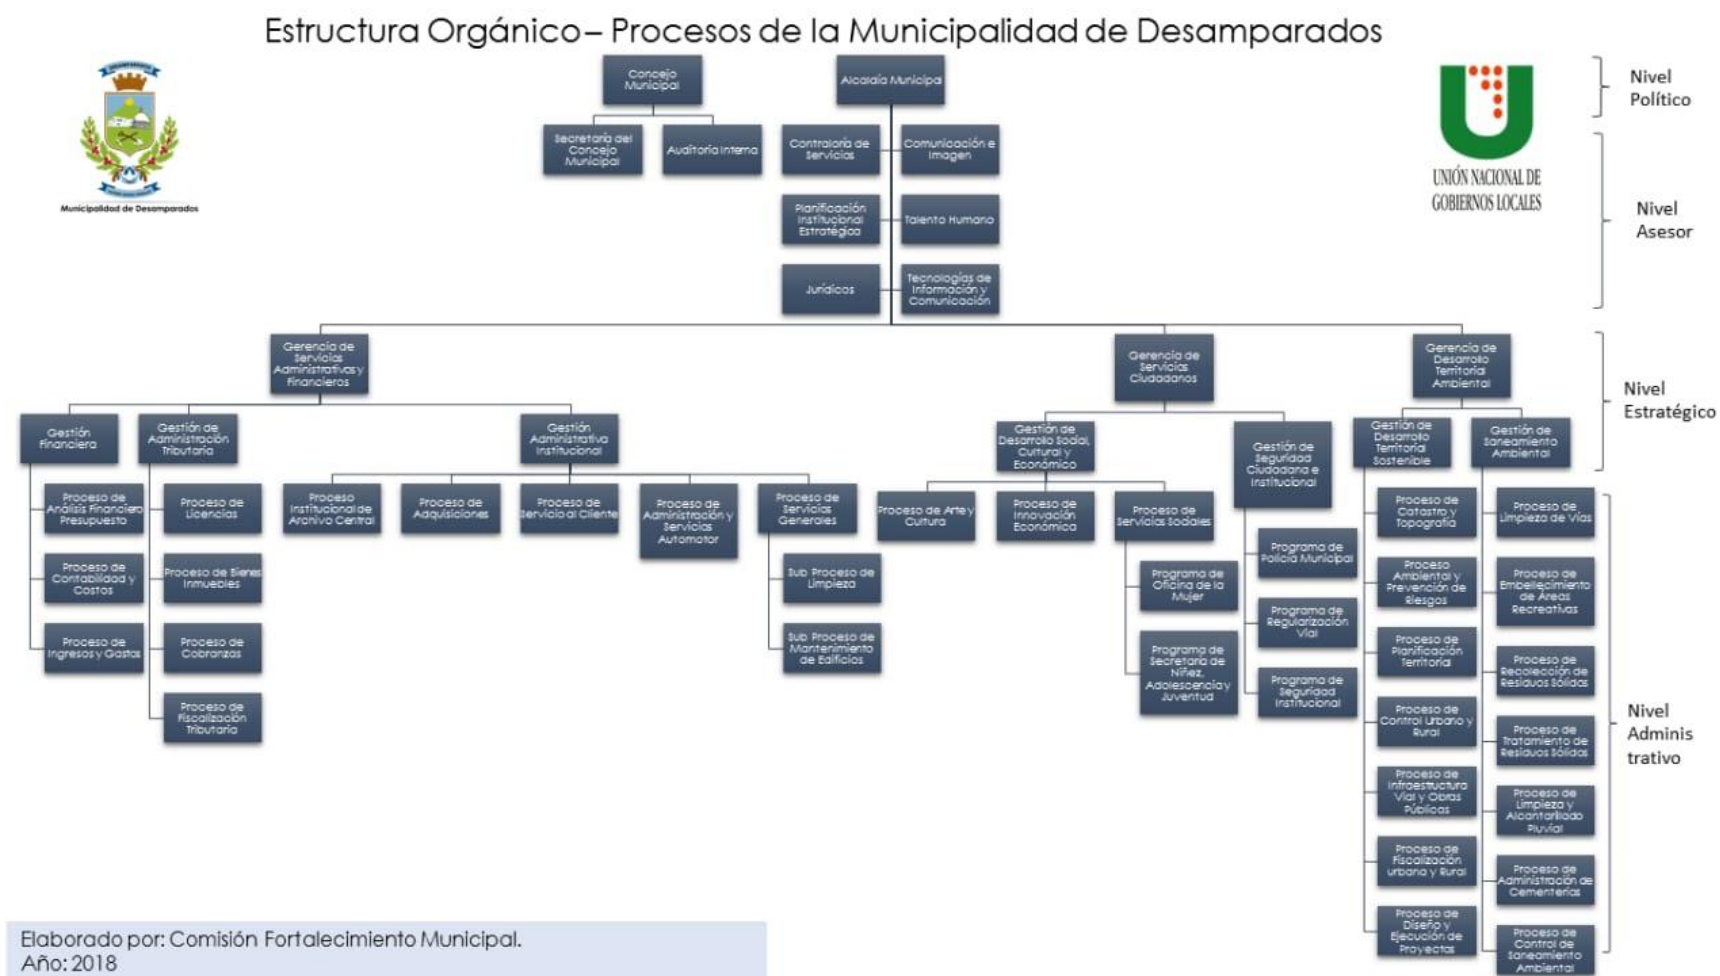 Estructura Orgánico – Procesos de la Municipalidad de Desamparados
Concejo
Municipal
Alcaldía Municipal
Nivel
Político
Municipalidad de Desamparados
UNIÓN NACIONAL DE
GOBIERNOS LOCALES
Secretaría del
Concejo
Municipal
Auditoría Interna
Contraloría de
Servicios
Comunicación e
Imagen
Planificación
Institucional
Estratégica
Talento Humano
Jurídicos
Tecnologías de
Información y
Comunicación
Nivel
Asesor
Gerencia de
Servicios
Administrativas y
Financieros
Gerencia de
Servicios
Ciudadanos
Gerencia de
Desarrollo
Territorial
Ambiental
Nivel
Estratégico
Gestión
Financiera
Gestión de
Administración
Tributaria
Gestión
Administrativa
Institucional
Gestión de
Desarrollo Social,
Cultural y
Económico
Gestión de
Seguridad
Ciudadana e
Institucional
Gestión de
Desarrollo
Territorial
Sostenible
Gestión de
Saneamiento
Ambiental
Proceso de
Análisis Financiero
Presupuesto
Proceso de
Contabilidad y
Costos
Proceso de
Ingresos y Gastos
Proceso de
Licencias
Proceso de Bienes
Inmuebles
Proceso de
Cobranzas
Proceso de
Fiscalización
Tributaria
Proceso
Institucional de
Archivo Central
Proceso de
Adquisiciones
Proceso de
Servicio al Cliente
Proceso de
Administración y
Servicios
Automotor
Proceso de
Servicios
Generales
Sub Proceso de
Limpieza
Sub Proceso de
Mantenimiento
de Edificios
Proceso de Arte y
Cultura
Proceso de
Innovación
Económica
Proceso de
Servicios Sociales
Programa de
Oficina de la
Mujer
Programa de
Secretaría de
Niñez,
Adolescencia y
Juventud
Programa de
Policía Municipal
Programa de
Regularización
Vial
Programa de
Seguridad
Institucional
Proceso de
Catastro y
Topografía
Proceso
Ambiental y
Prevención de
Riesgos
Proceso de
Planificación
Territorial
Proceso de
Control Urbano y
Rural
Proceso de
Infraestructura
Vial y Obras
Públicas
Proceso de
Fiscalización
urbana y Rural
Proceso de
Diseño y
Ejecución de
Proyectos
Proceso de
Limpieza de Vías
Proceso de
Embellecimiento
de Áreas
Recreativas
Proceso de
Recolección de
Residuos Sólidos
Proceso de
Tratamiento de
Residuos Sólidos
Proceso de
Limpieza y
Alcantarillado
Pluvial
Proceso de
Administración de
Cementerios
Proceso de
Control de
Saneamiento
Ambiental
Nivel
Adminis
trativo
Elaborado por: Comisión Fortalecimiento Municipal.
Año: 2018